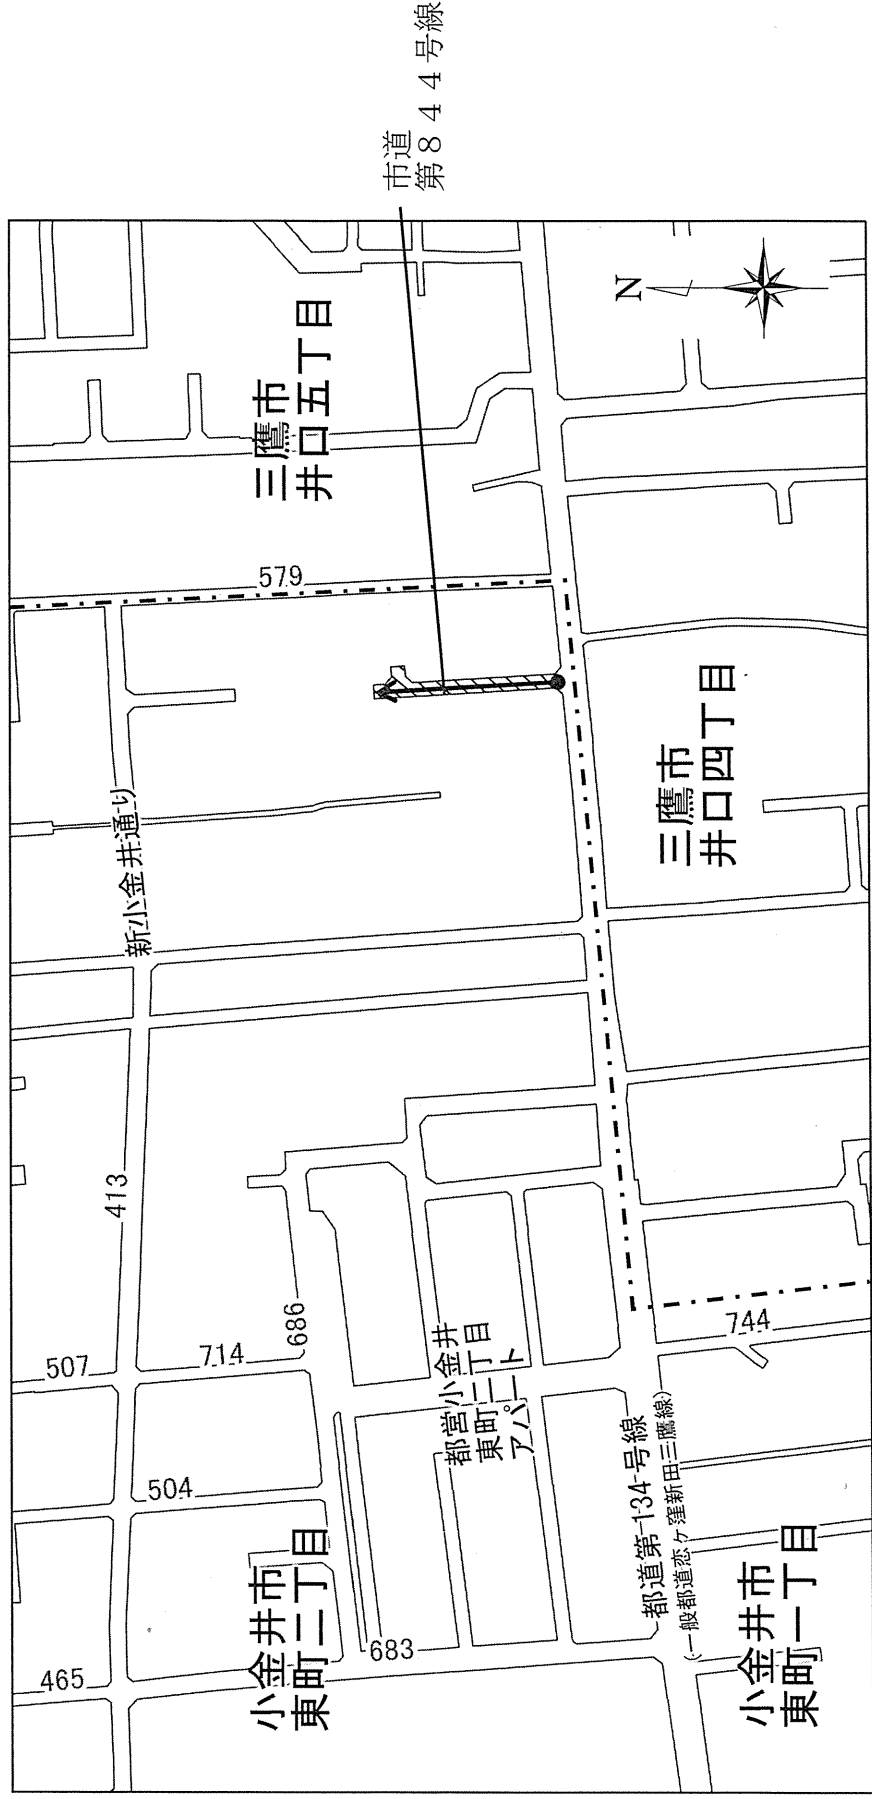 市道
第８４４号線
三鷹市
井口五丁目
N
579
新小金井通り
三鷹市
井口四丁目
413
686
507
714
744
都営小金井
東町二丁目
アパート
504
都道第134号線
(一般都道恋ヶ窪新田三鷹線)
小金井市
東町二丁目
683
465
小金井市
東町一丁目